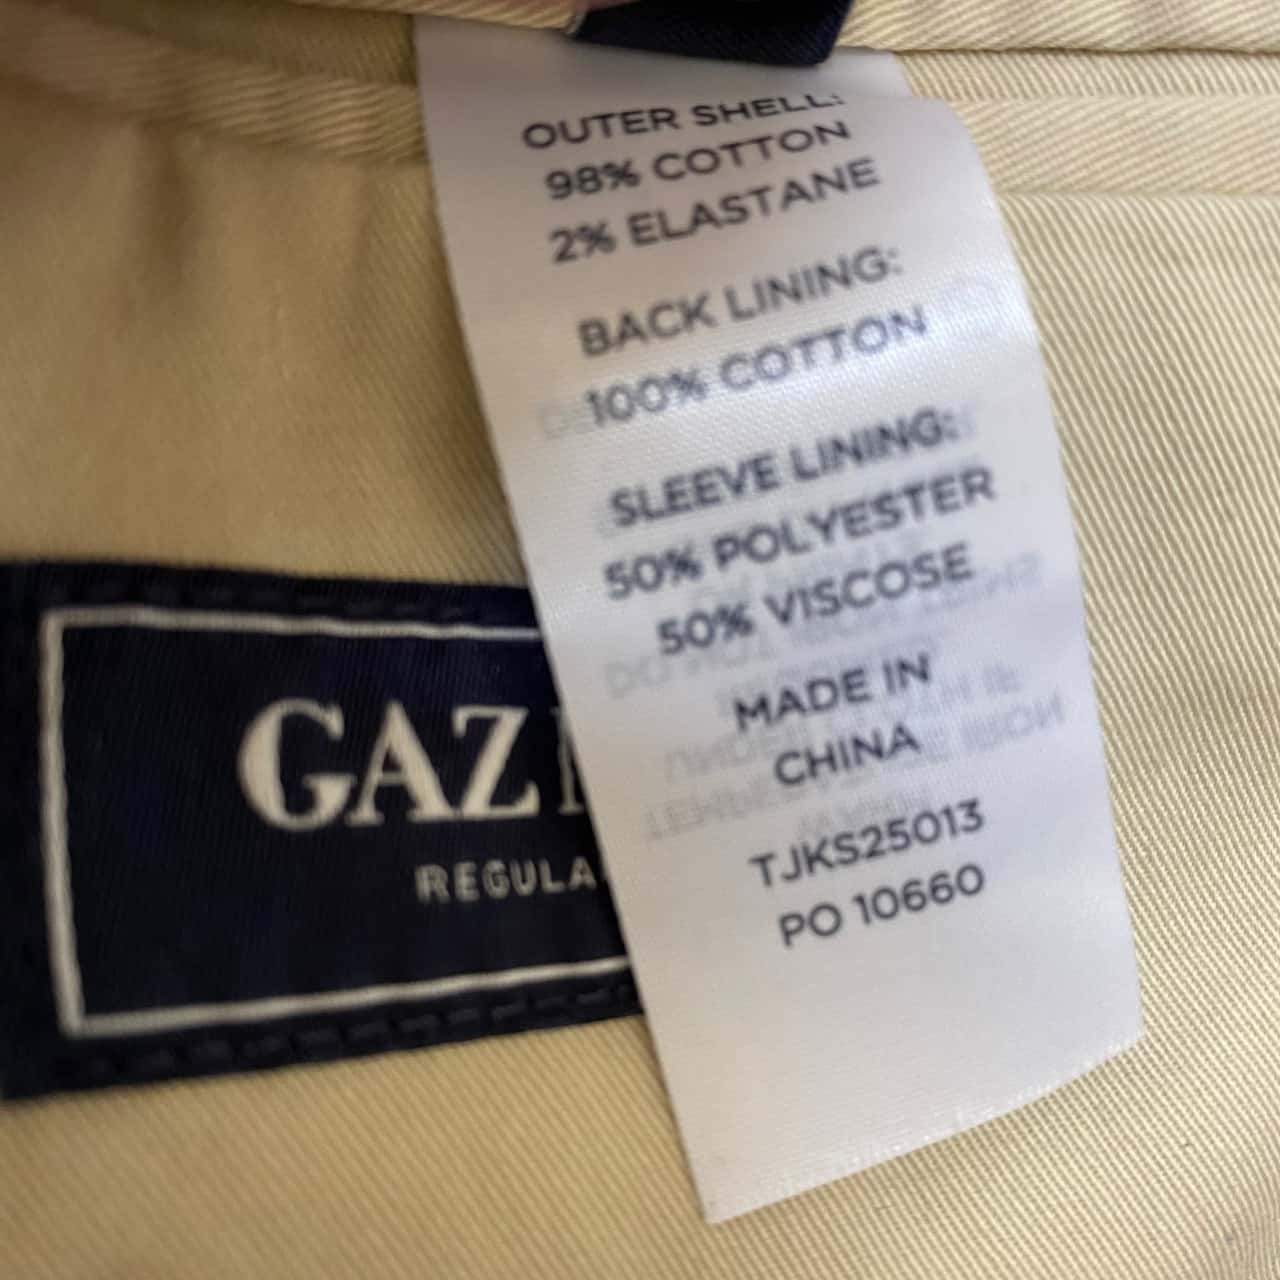 OUTER SHELL:
98% COTTON
2% ELASTANE
BACK LINING:
100% COTTON
SLEEVE LINING:
50% POLYESTER
50% VISCOSE
MADE IN
CHINA
TJKS25013
PO 10660
GAZ